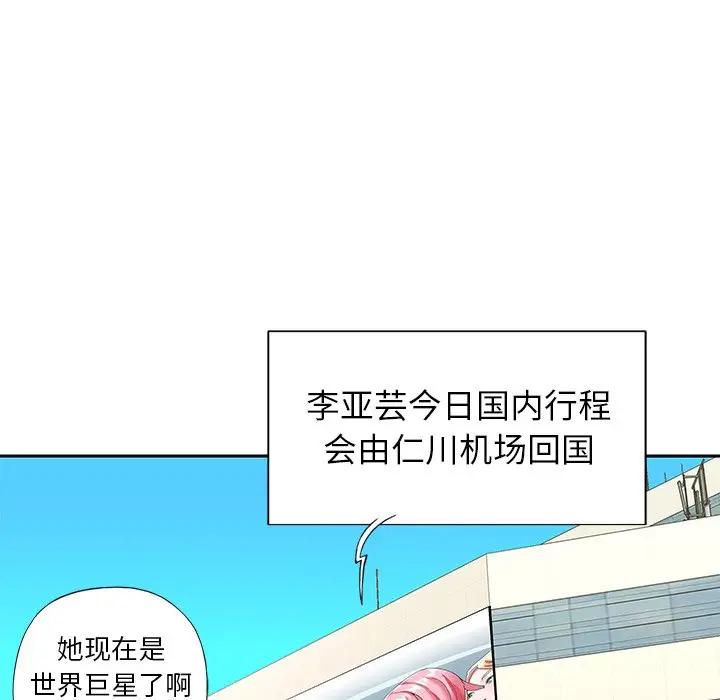 李亚芸今日国内行程
会由仁川机场回国
她现在是
世界巨星了啊